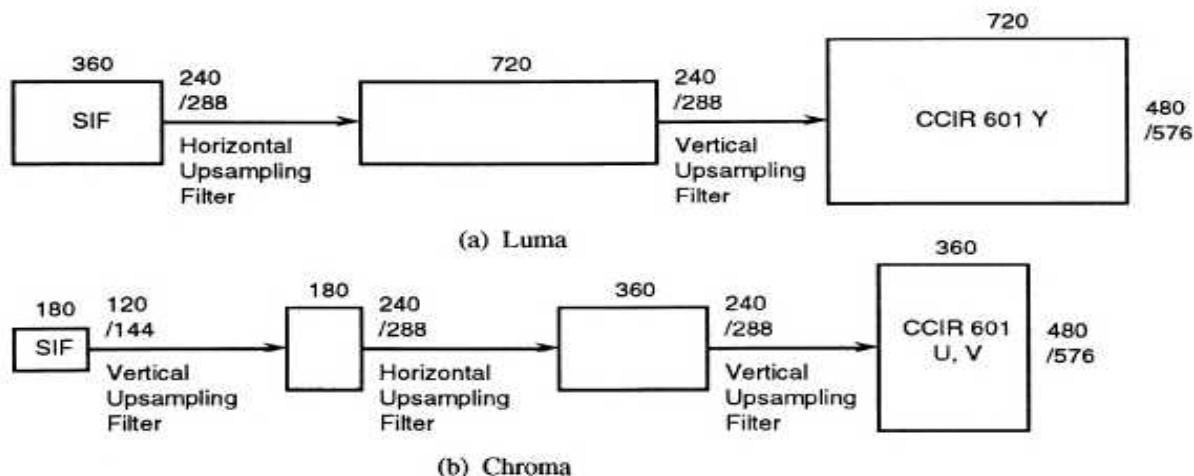 720
360
240
/288
720
240
/288
SIF
CCIR 601 Y
480
/576
Horizontal
Upsampling
Filter
Vertical
Upsampling
Filter
(a) Luma
360
180
120
/144
180
240
/288
360
240
/288
SIF
CCIR 601
U, V
480
/576
Vertical
Upsampling
Filter
Horizontal
Upsampling
Filter
Vertical
Upsampling
Filter
(b) Chroma